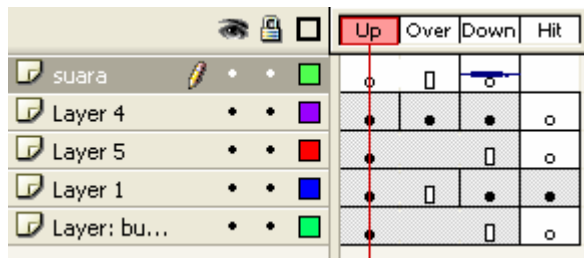 Up Over Down Hit
suara
Layer 4
Layer 5
Layer 1
Layer: bu...